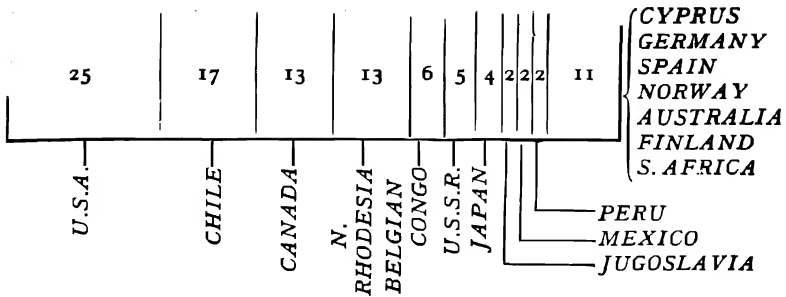 25 17 13 13 6 5 4 2 2 2 11
CYPRUS
GERMANY
SPAIN
NORWAY
AUSTRALIA
FINLAND
S. AFRICA
U.S.A.
CHILE
CANADA
N.
RHODESIA
BELGIAN
CONGO
U.S.S.R.
JAPAN
PERU
MEXICO
JUGOSLAVIA